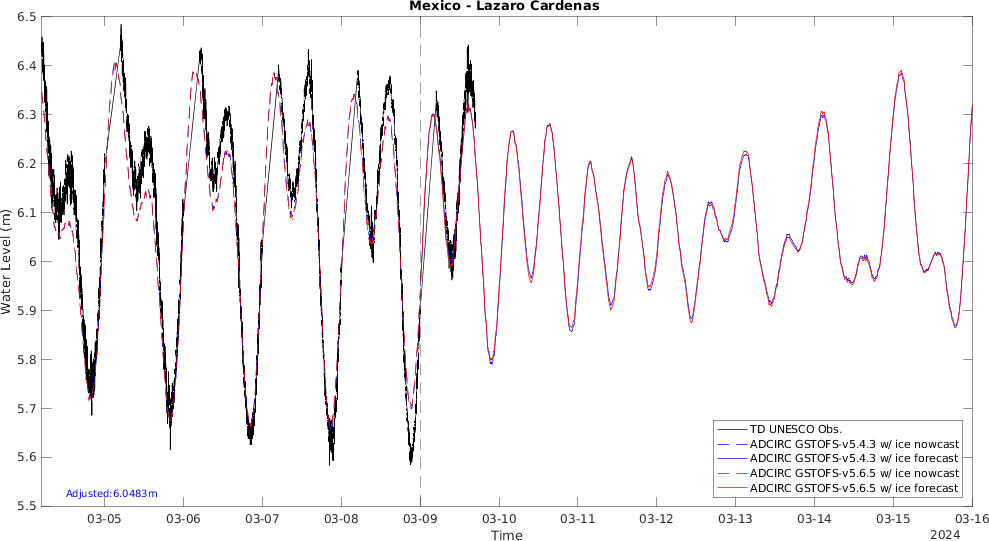 Mexico - Lazaro Cardenas
6.5
6.4
6.3
6.2
6.1
6
5.9
5.8
5.7
5.6
5.5
Water Level (m)
Adjusted:6.0483m
TD UNESCO Obs.
ADCIRC GSTOFS-v5.4.3 w/ ice nowcast
ADCIRC GSTOFS-v5.4.3 w/ ice forecast
ADCIRC GSTOFS-v5.6.5 w/ ice nowcast
ADCIRC GSTOFS-v5.6.5 w/ ice forecast
03-05 03-06 03-07 03-08 03-09 03-10 03-11 03-12 03-13 03-14 03-15 03-16
Time
2024